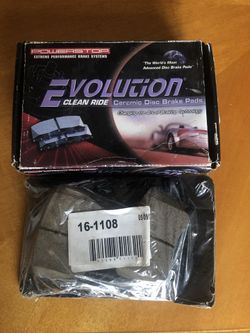 POWERSTOP
EXTREME PERFORMANCE BRAKE SYSTEMS
"The World's Most
Advanced Disc Brake Pads"
EVOLUTION
CLEAN RIDE Ceramic Disc Brake Pads
16-1108